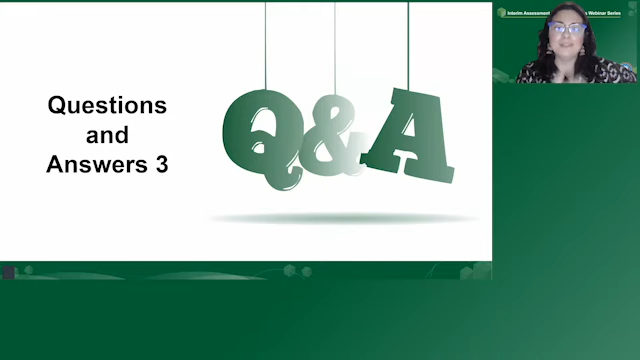 Interim Assessment
s Webinar Series
Questions
and
Answers 3
Q&A